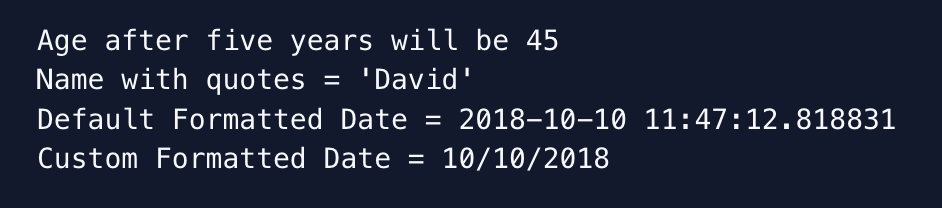 Age after five years will be 45
Name with quotes = 'David'
Default Formatted Date = 2018-10-10 11:47:12.818831
Custom Formatted Date = 10/10/2018